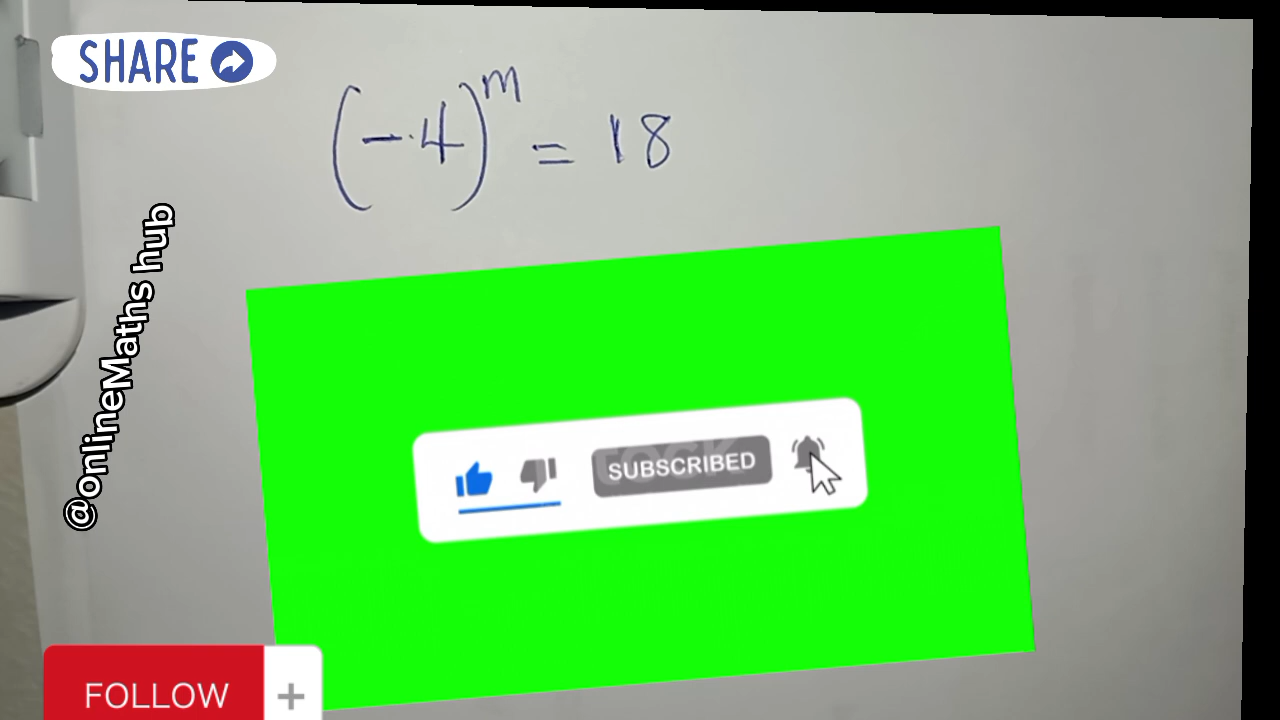 SHARE
(-4)^m = 18
@onlineMaths hub
SUBSCRIBED
FOLLOW +